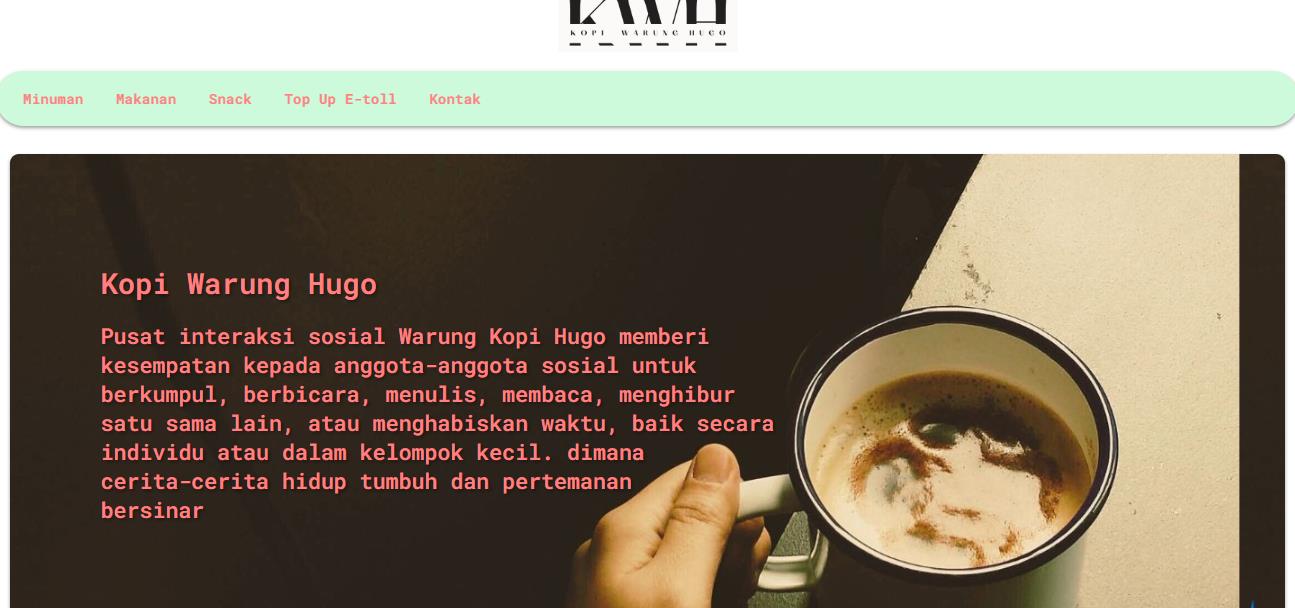 KWH
KOPI WARUNG HUGO
Minuman Makanan Snack Top Up E-toll Kontak
Kopi Warung Hugo
Pusat interaksi sosial Warung Kopi Hugo memberi
kesempatan kepada anggota-anggota sosial untuk
berkumpul, berbicara, menulis, membaca, menghibur
satu sama lain, atau menghabiskan waktu, baik secara
individu atau dalam kelompok kecil. dimana
cerita-cerita hidup tumbuh dan pertemanan
bersinar